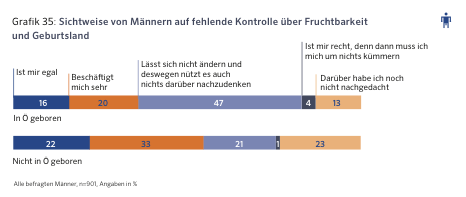 Grafik 35: Sichtweise von Männern auf fehlende Kontrolle über Fruchtbarkeit
und Geburtsland
Ist mir egal
Beschäftigt
mich sehr
Lässt sich nicht ändern und
deswegen nützt es auch
nichts darüber nachzudenken
Ist mir recht, denn dann muss ich
mich um nichts kümmern
Darüber habe ich noch
nicht nachgedacht
16 20 47 4 13
In Ö geboren
22 33 21 1 23
Nicht in Ö geboren
Alle befragten Männer, n=901, Angaben in %